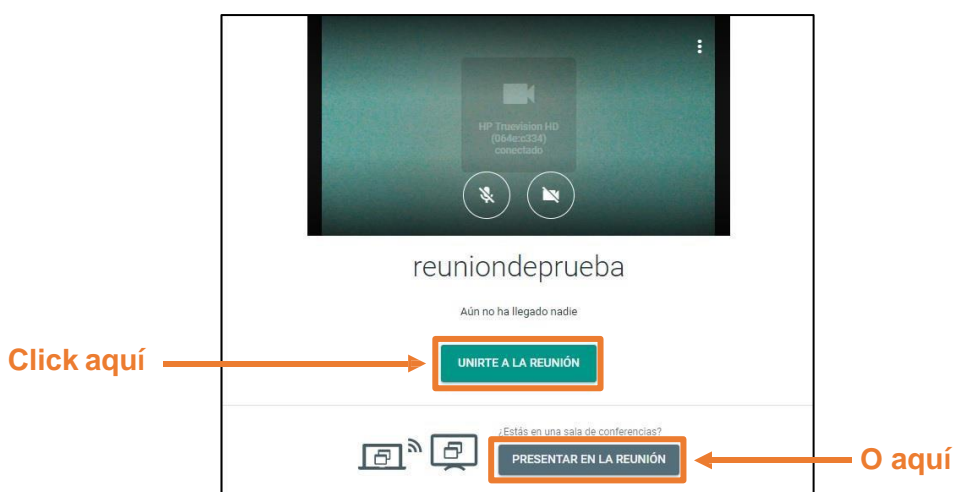 HP Truevision HD
(064e:c334)
conectado
reuniondeprueba
Aún no ha llegado nadie
Click aquí
UNIRTE A LA REUNIÓN
¿Estás en una sala de conferencias?
PRESENTAR EN LA REUNIÓN
O aquí